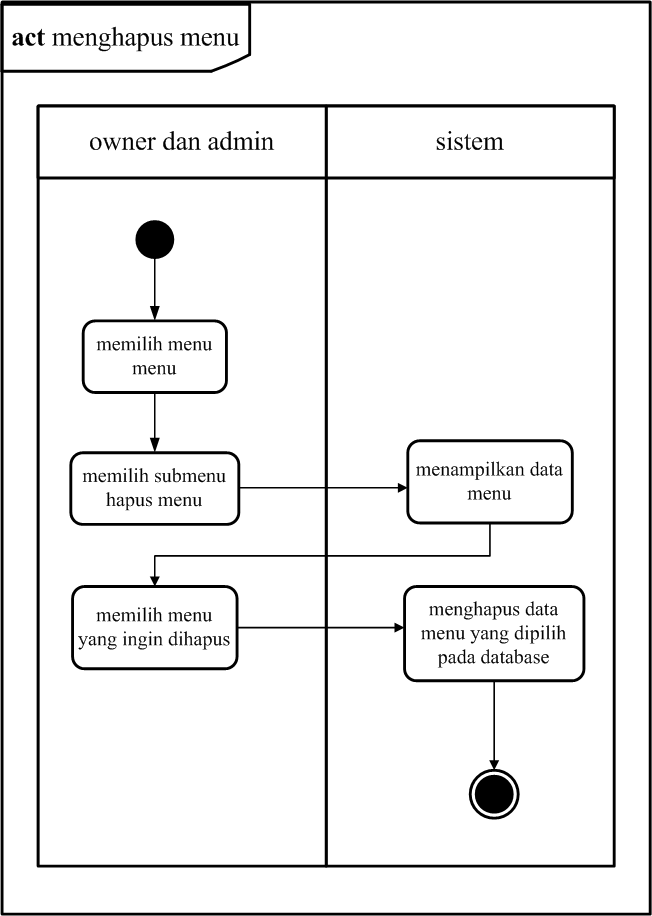 act menghapus menu
owner dan admin
sistem
memilih menu
menu
memilih submenu
hapus menu
menampilkan data
menu
memilih menu
yang ingin dihapus
menghapus data
menu yang dipilih
pada database